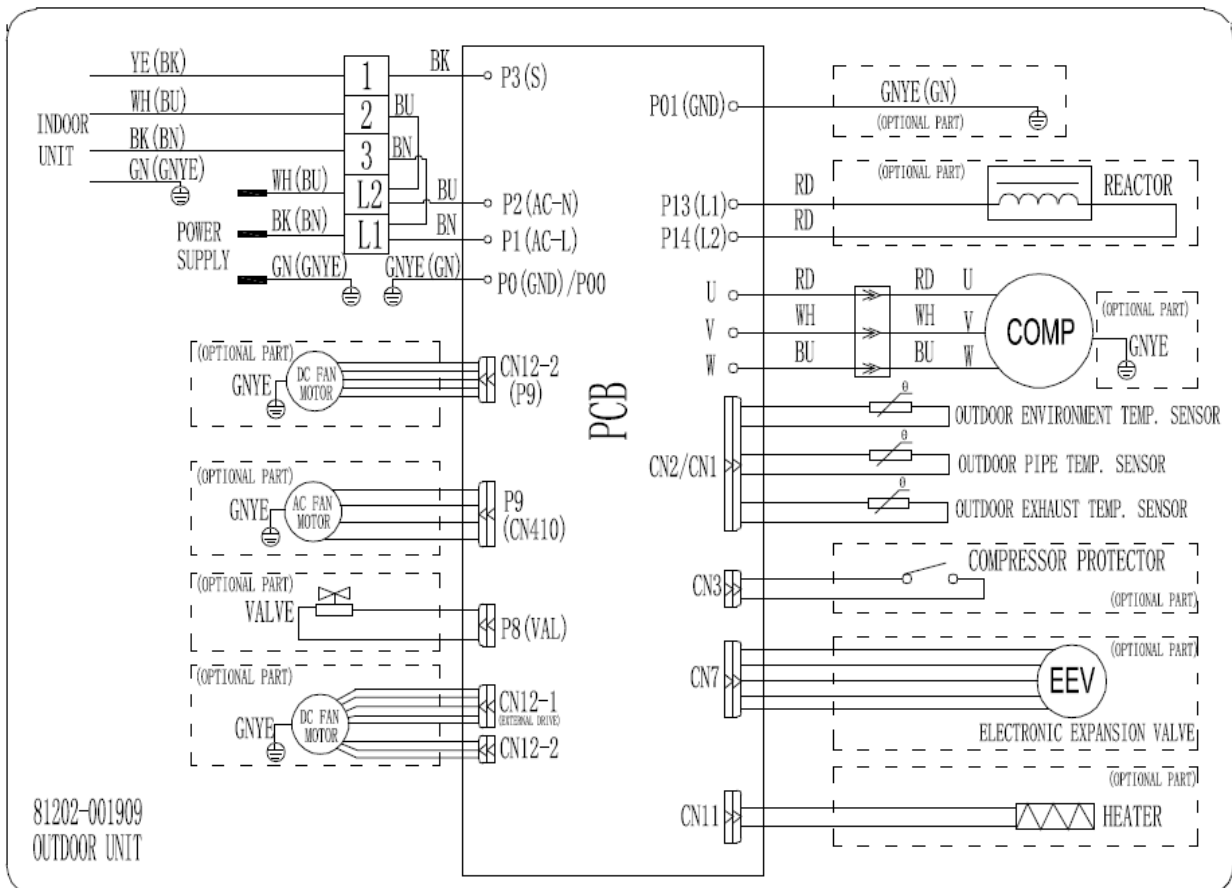 YE(BK)
WH(BU)
BK(BN)
GN(GNYE)
INDOOR
UNIT
1
2
3
L2
L1
BK
BU
BN
BU
BN
P3(S)
P2(AC-N)
P1(AC-L)
P0(GND)/P00
WH(BU)
BK(BN)
GN(GNYE)
GNYE(GN)
POWER
SUPPLY
(OPTIONAL PART)
GNYE
DC FAN
MOTOR
CN12-2
(P9)
(OPTIONAL PART)
GNYE
AC FAN
MOTOR
P9
(CN410)
(OPTIONAL PART)
VALVE
P8(VAL)
(OPTIONAL PART)
GNYE
DC FAN
MOTOR
CN12-1
(EXTERNAL DRIVE)
CN12-2
81202-001909
OUTDOOR UNIT
PCB
P01(GND)
GNYE(GN)
(OPTIONAL PART)
(OPTIONAL PART)
P13(L1)
RD
REACTOR
P14(L2)
RD
U
RD
RD
U
V
WH
WH
V
W
BU
BU
W
COMP
(OPTIONAL PART)
GNYE
CN2/CN1
θ
OUTDOOR ENVIRONMENT TEMP. SENSOR
θ
OUTDOOR PIPE TEMP. SENSOR
θ
OUTDOOR EXHAUST TEMP. SENSOR
CN3
COMPRESSOR PROTECTOR
(OPTIONAL PART)
CN7
(OPTIONAL PART)
EEV
ELECTRONIC EXPANSION VALVE
(OPTIONAL PART)
CN11
HEATER